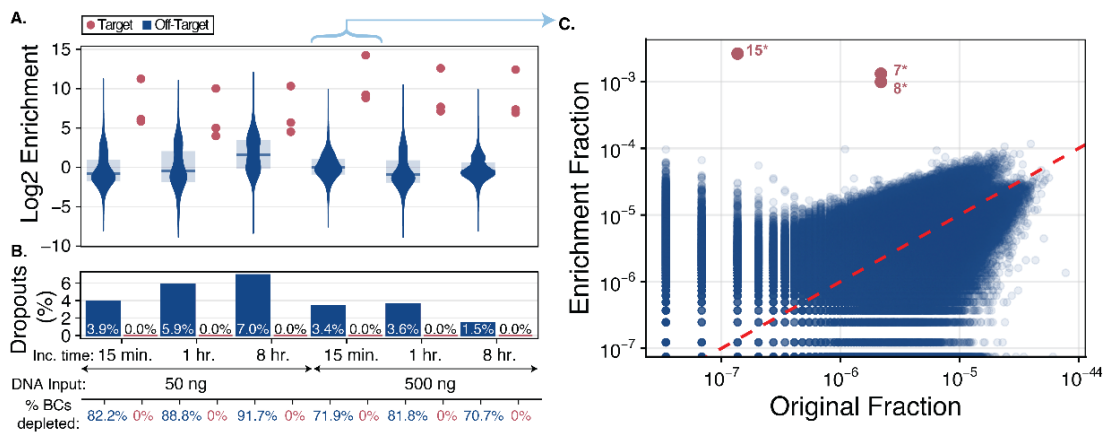 A.
Target Off-Target
15
10
5
0
−5
−10
Log2 Enrichment
B.
Dropouts
(%)
6
4
2
0
3.9% 0.0% 5.9% 0.0% 7.0% 0.0% 3.4% 0.0% 3.6% 0.0% 1.5% 0.0%
Inc. time: 15 min. 1 hr. 8 hr. 15 min. 1 hr. 8 hr.
DNA Input: 50 ng 500 ng
% BCs
depleted:
82.2% 0% 88.8% 0% 91.7% 0% 71.9% 0% 81.8% 0% 70.7% 0%
C.
15*
7*
8*
10⁻³
10⁻⁴
10⁻⁵
10⁻⁶
10⁻⁷
Enrichment Fraction
10⁻⁷ 10⁻⁶ 10⁻⁵ 10⁻⁴⁴
Original Fraction